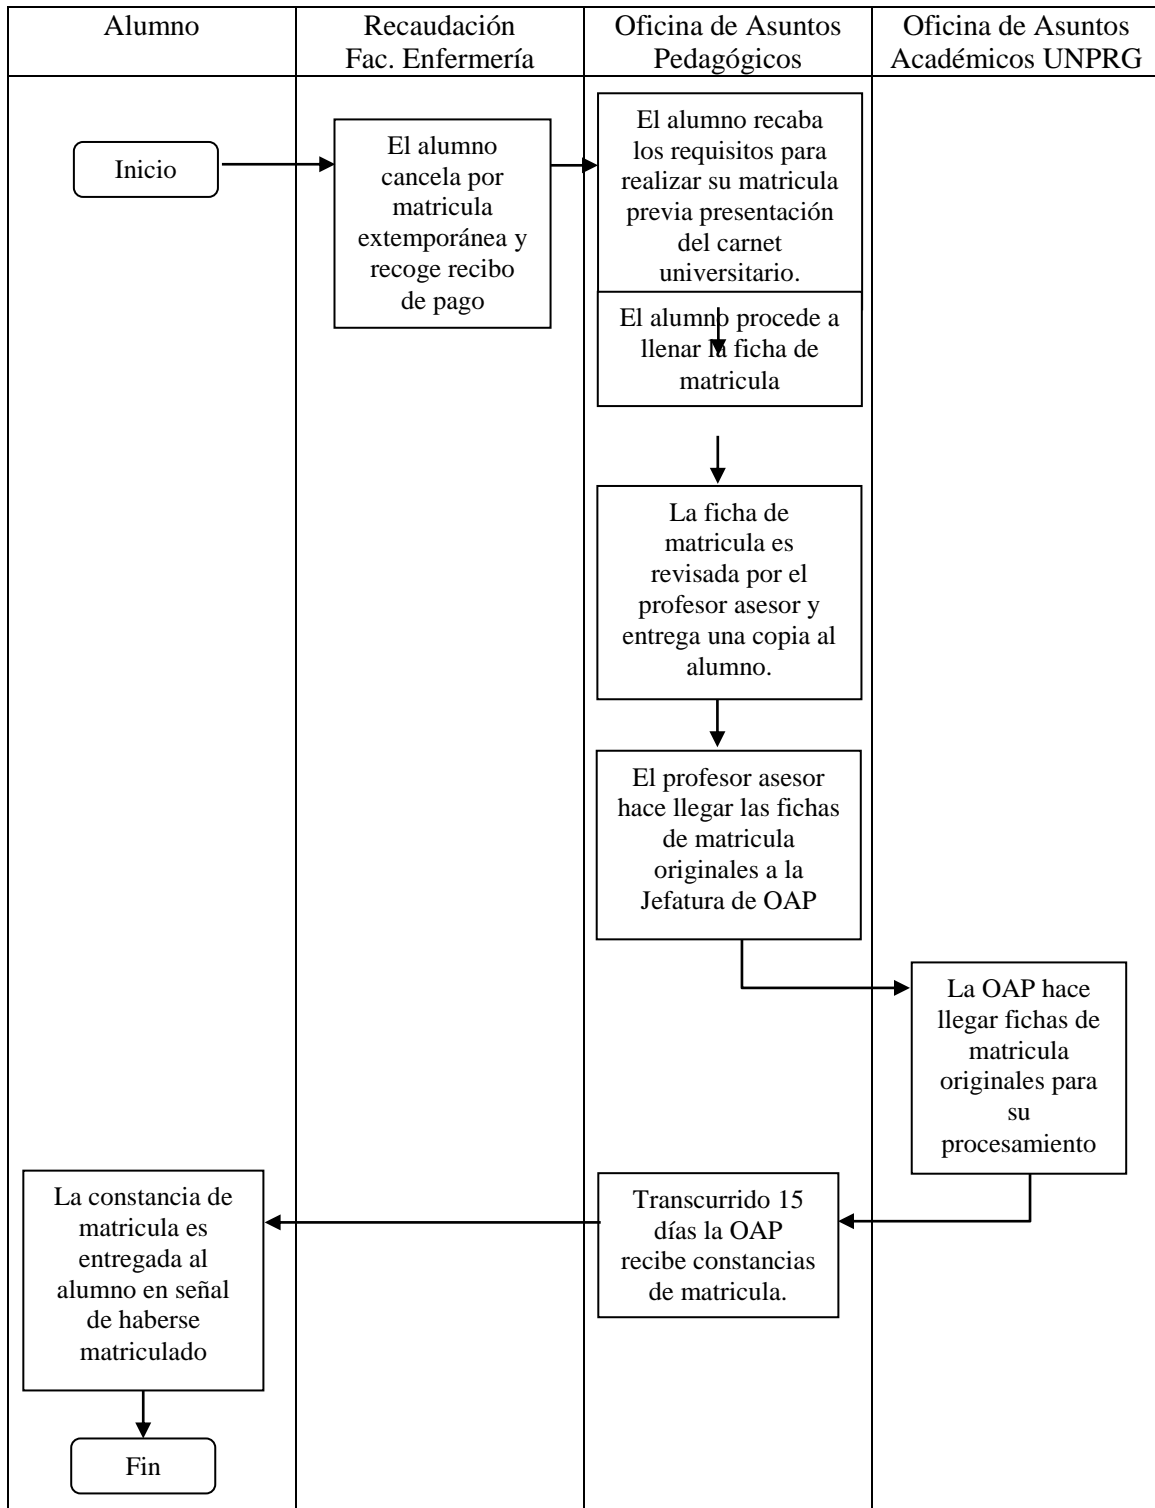 Alumno
Recaudación
Fac. Enfermería
Oficina de Asuntos
Pedagógicos
Oficina de Asuntos
Académicos UNPRG
Inicio
El alumno
cancela por
matricula
extemporánea y
recoge recibo
de pago
El alumno recaba
los requisitos para
realizar su matricula
previa presentación
del carnet
universitario.
El alumno procede a
llenar la ficha de
matricula
La ficha de
matricula es
revisada por el
profesor asesor y
entrega una copia al
alumno.
El profesor asesor
hace llegar las fichas
de matricula
originales a la
Jefatura de OAP
La OAP hace
llegar fichas de
matricula
originales para
su
procesamiento
Transcurrido 15
días la OAP
recibe constancias
de matricula.
La constancia de
matricula es
entregada al
alumno en señal
de haberse
matriculado
Fin